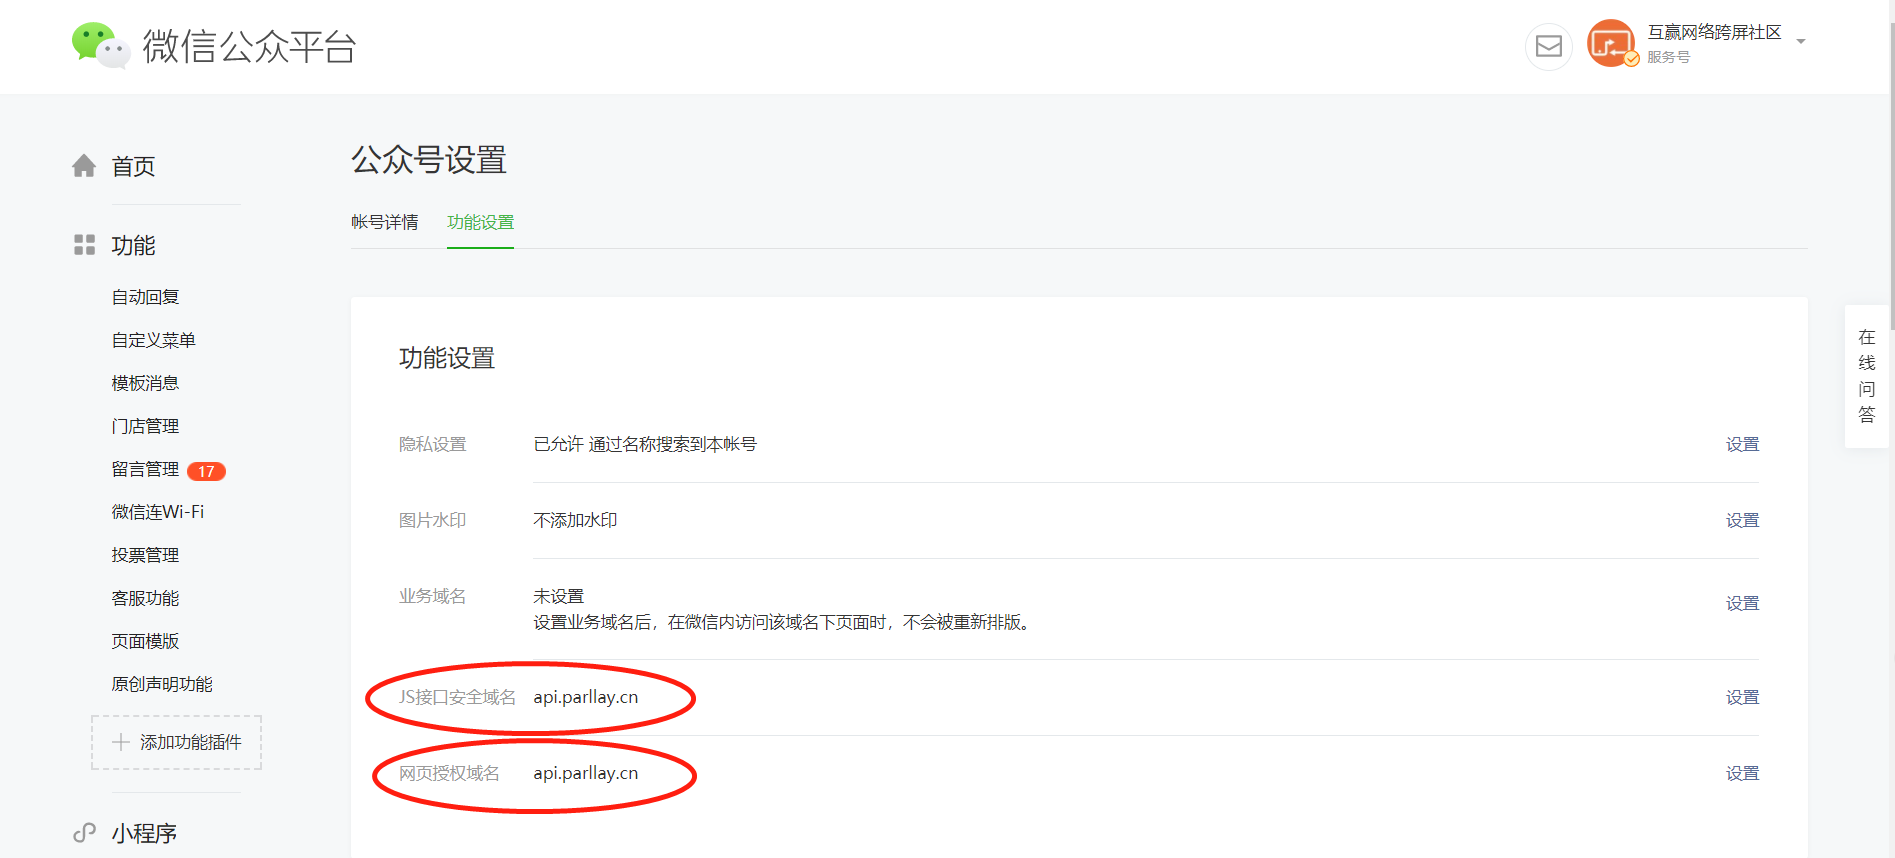 微信公众平台
互赢网络跨屏社区
服务号
首页
功能
自动回复
自定义菜单
模板消息
门店管理
留言管理 17
微信连Wi-Fi
投票管理
客服功能
页面模版
原创声明功能
添加功能插件
小程序
公众号设置
帐号详情 功能设置
功能设置
隐私设置 已允许 通过名称搜索到本帐号 设置
图片水印 不添加水印 设置
业务域名 未设置 设置
设置业务域名后，在微信内访问该域名下页面时，不会被重新排版。
JS接口安全域名 api.parllay.cn 设置
网页授权域名 api.parllay.cn 设置
在线问答